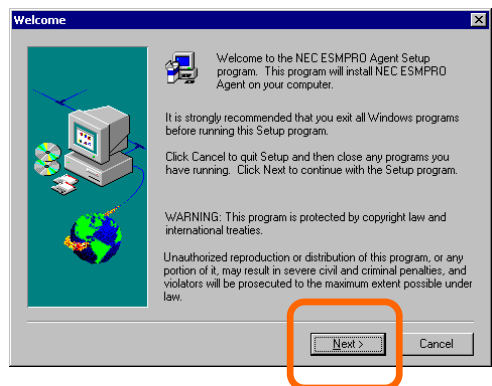 Welcome
Welcome to the NEC ESMPRO Agent Setup
program. This program will install NEC ESMPRO
Agent on your computer.
It is strongly recommended that you exit all Windows programs
before running this Setup program.
Click Cancel to quit Setup and then close any programs you
have running. Click Next to continue with the Setup program.
WARNING: This program is protected by copyright law and
international treaties.
Unauthorized reproduction or distribution of this program, or any
portion of it, may result in severe civil and criminal penalties, and
violators will be prosecuted to the maximum extent possible under
law.
Next > Cancel